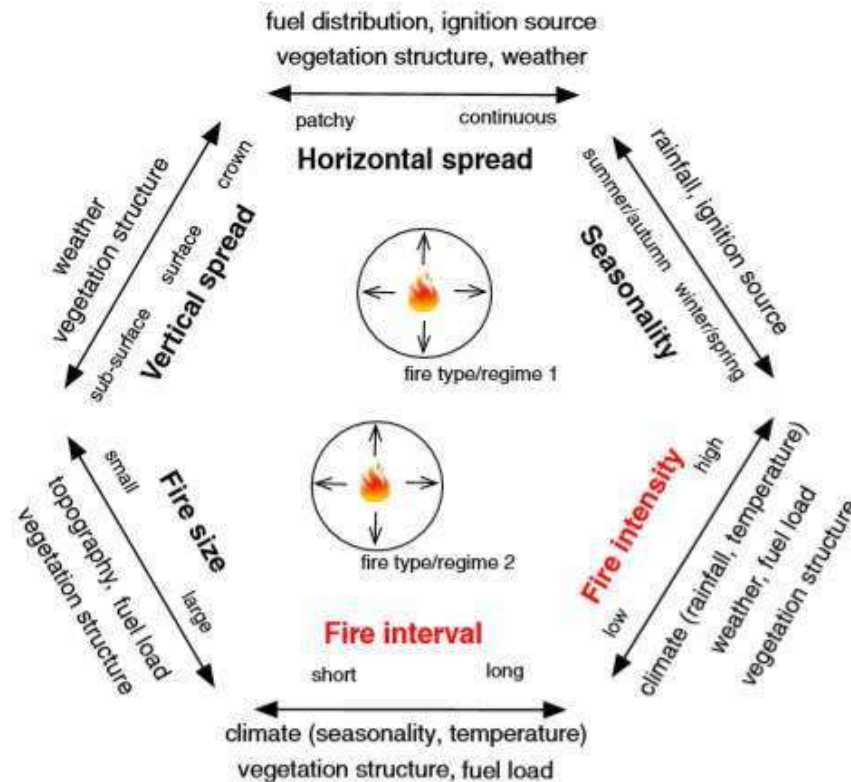 fuel distribution, ignition source
vegetation structure, weather
patchy
continuous
Horizontal spread
rainfall, ignition source
summer/autumn
winter/spring
Seasonality
weather
vegetation structure
crown
surface
sub-surface
Vertical spread
fire type/regime 1
fire type/regime 2
small
large
Fire size
topography, fuel load
vegetation structure
high
low
Fire intensity
climate (rainfall, temperature)
weather, fuel load
vegetation structure
Fire interval
short
long
climate (seasonality, temperature)
vegetation structure, fuel load